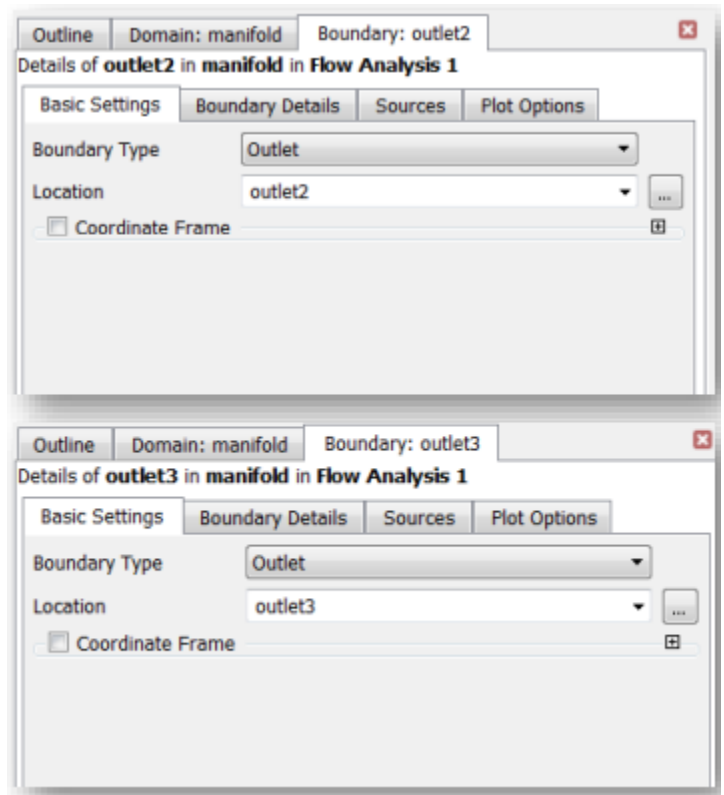 Outline Domain: manifold Boundary: outlet2
Details of outlet2 in manifold in Flow Analysis 1
Basic Settings Boundary Details Sources Plot Options
Boundary Type Outlet
Location outlet2 ...
Coordinate Frame
Outline Domain: manifold Boundary: outlet3
Details of outlet3 in manifold in Flow Analysis 1
Basic Settings Boundary Details Sources Plot Options
Boundary Type Outlet
Location outlet3 ...
Coordinate Frame